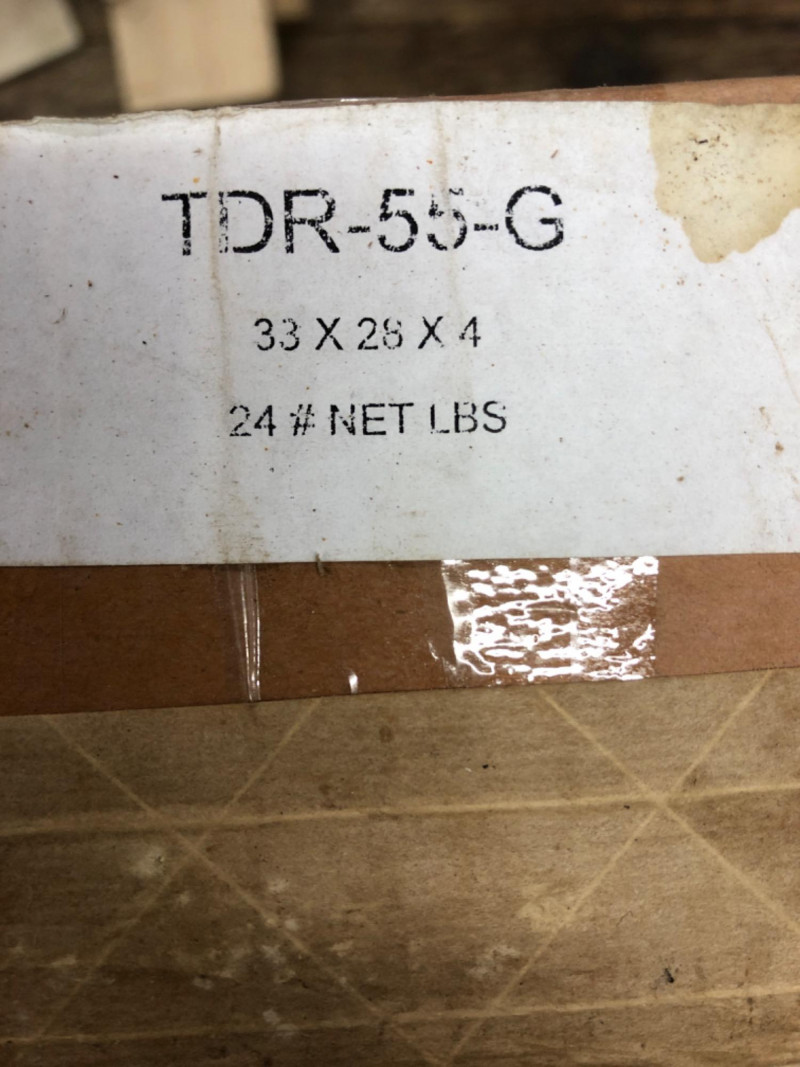 TDR-55-G
33 X 28 X 4
24 # NET LBS